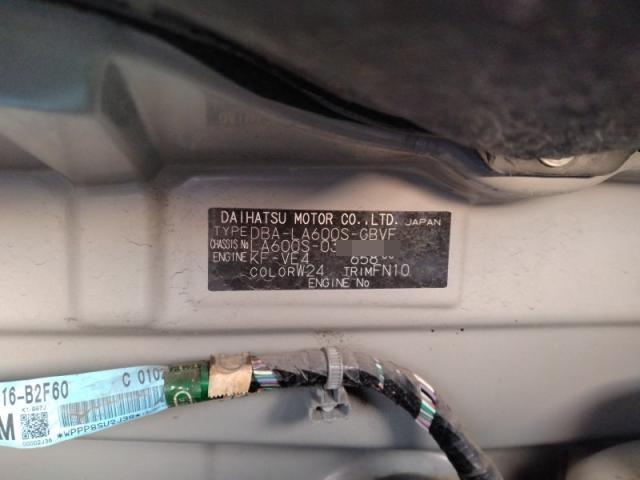 DAIHATSU MOTOR CO.,LTD. JAPAN
TYPE DBA-LA600S-GBVF
CHASSIS No LA600S-03
ENGINE KF-VE4 658cc
COLOR W24 TRIM FN10
ENGINE No
16-B2F60 C 0102
M
*WPPP8SU2J38*